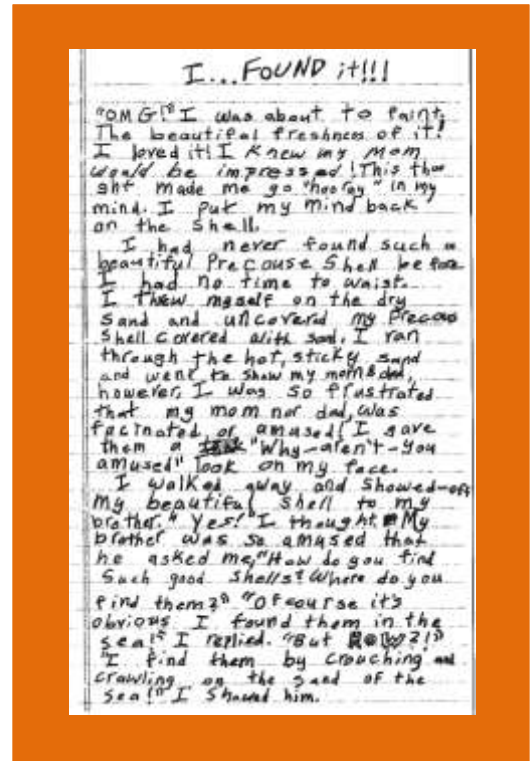 I...FOUND it!!!
"OMG!" I was about to faint.
The beautiful freshness of it!
I loved it! I Knew my Mom
would be impressed! This thou
ght made me go "hooray" in my
mind. I put my mind back
on the shell.
I had never found such a
beautiful Precouse Shell before
I had no time to waist.
I threw myself on the dry
Sand and uncoverd my Precous
Shell covered with sand. I ran
through the hot, sticky sand
and went to show my mom & dad,
however, I was so frustrated
that my mom nor dad, was
facinated or amused! I gave
them a "Why-aren't-you
amused" look on my face.
I walked away and showed-off
my beautiful shell to my
brother. "Yes!" I thought. My
brother was so amused that
he asked me, "How do you find
Such good shells? Where do you
find them?" "Ofcourse it's
obvious I found them in the
sea!" I replied. "But HOW?!"
"I find them by crouching and
crawling on the sand of the
sea!" I Showed him.